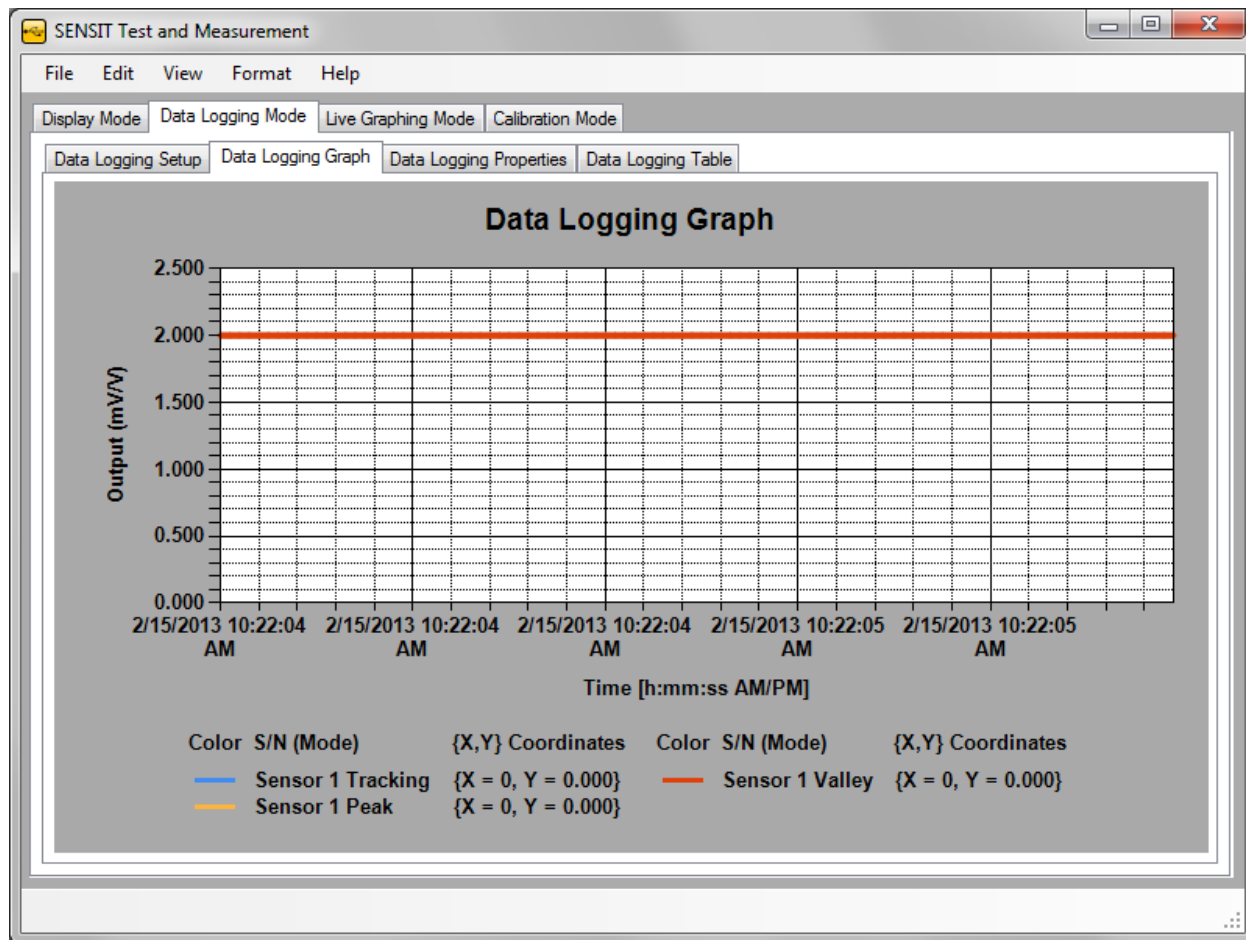 SENSIT Test and Measurement
File Edit View Format Help
Display Mode Data Logging Mode Live Graphing Mode Calibration Mode
Data Logging Setup Data Logging Graph Data Logging Properties Data Logging Table
Data Logging Graph
2.500
2.000
1.500
1.000
0.500
0.000
Output (mV/V)
2/15/2013 10:22:04 2/15/2013 10:22:04 2/15/2013 10:22:04 2/15/2013 10:22:05 2/15/2013 10:22:05
AM AM AM AM AM
Time [h:mm:ss AM/PM]
Color S/N (Mode) {X,Y} Coordinates Color S/N (Mode) {X,Y} Coordinates
Sensor 1 Tracking {X = 0, Y = 0.000} Sensor 1 Valley {X = 0, Y = 0.000}
Sensor 1 Peak {X = 0, Y = 0.000}